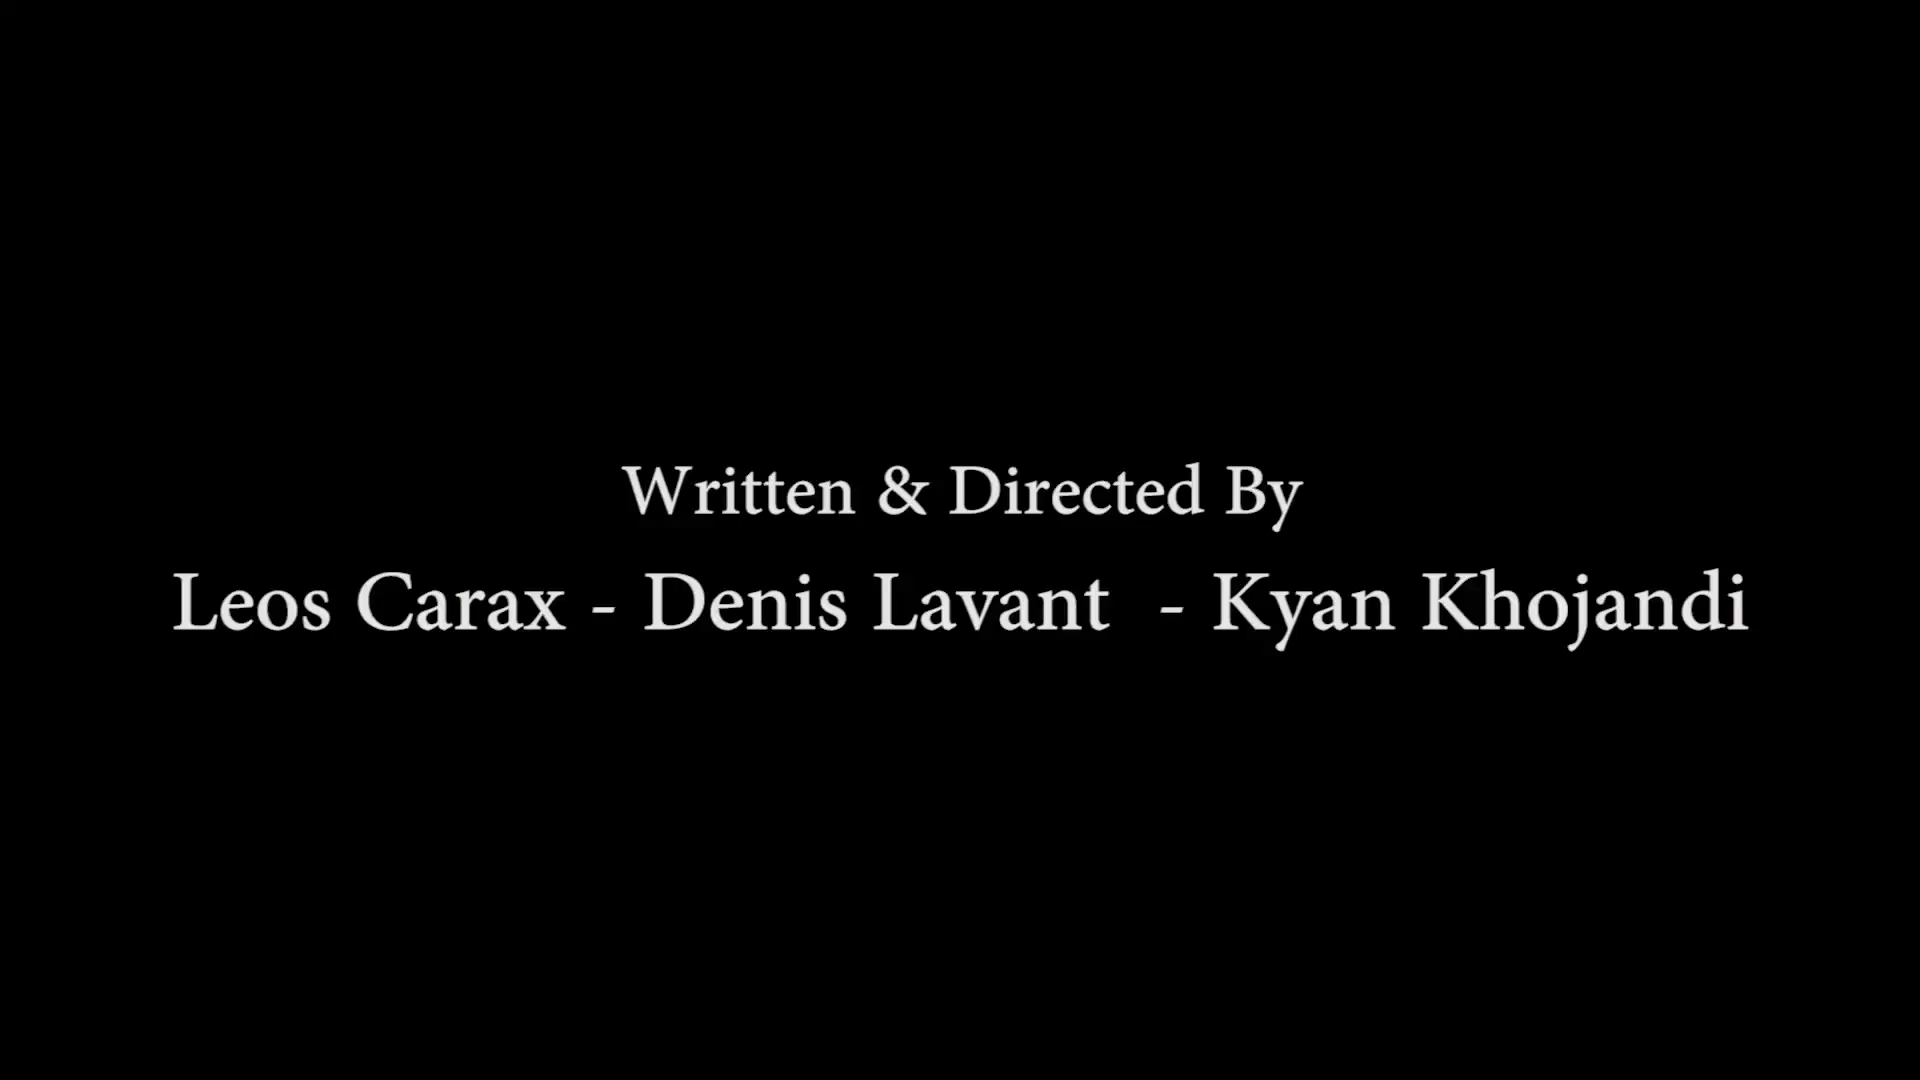 Written & Directed By
Leos Carax - Denis Lavant  - Kyan Khojandi